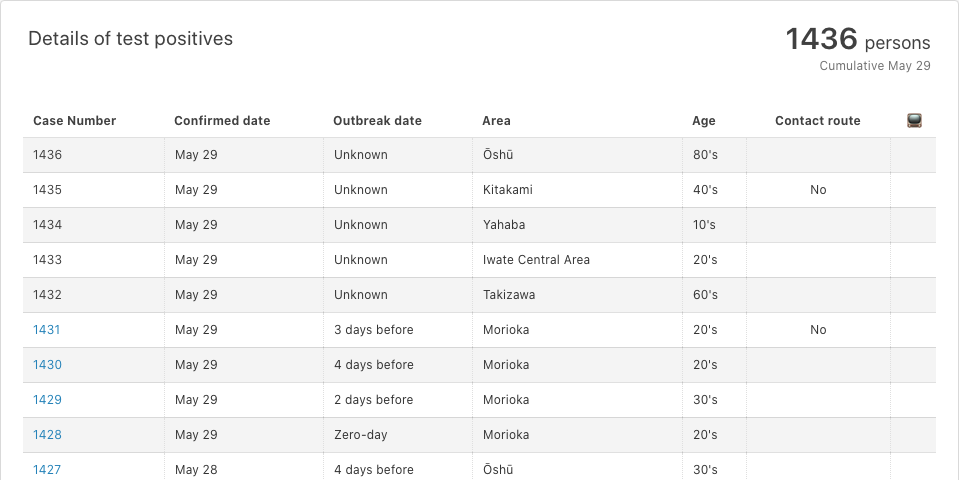 Details of test positives
1436 persons
Cumulative May 29
Case Number Confirmed date Outbreak date Area Age Contact route
1436 May 29 Unknown Ōshū 80's
1435 May 29 Unknown Kitakami 40's No
1434 May 29 Unknown Yahaba 10's
1433 May 29 Unknown Iwate Central Area 20's
1432 May 29 Unknown Takizawa 60's
1431 May 29 3 days before Morioka 20's No
1430 May 29 4 days before Morioka 20's
1429 May 29 2 days before Morioka 30's
1428 May 29 Zero-day Morioka 20's
1427 May 28 4 days before Ōshū 30's